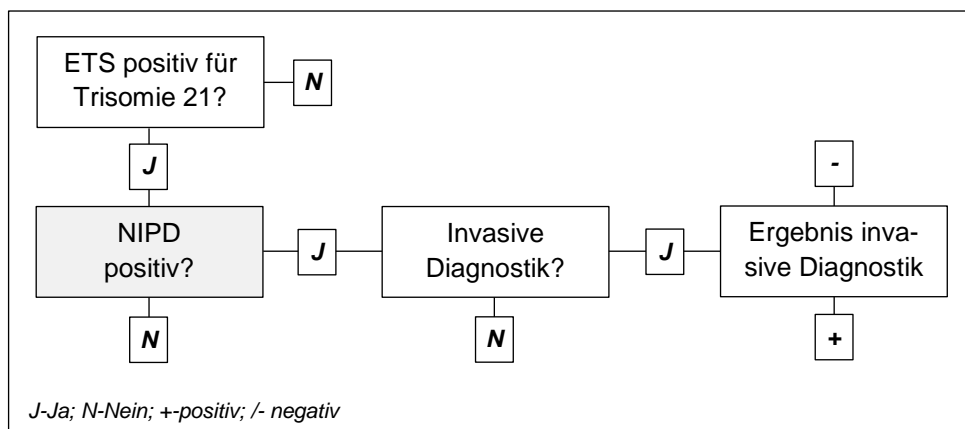 ETS positiv für
Trisomie 21?
N
J
-
NIPD
positiv?
J
Invasive
Diagnostik?
J
Ergebnis inva-
sive Diagnostik
N
N
+
J-Ja; N-Nein; +-positiv; /- negativ